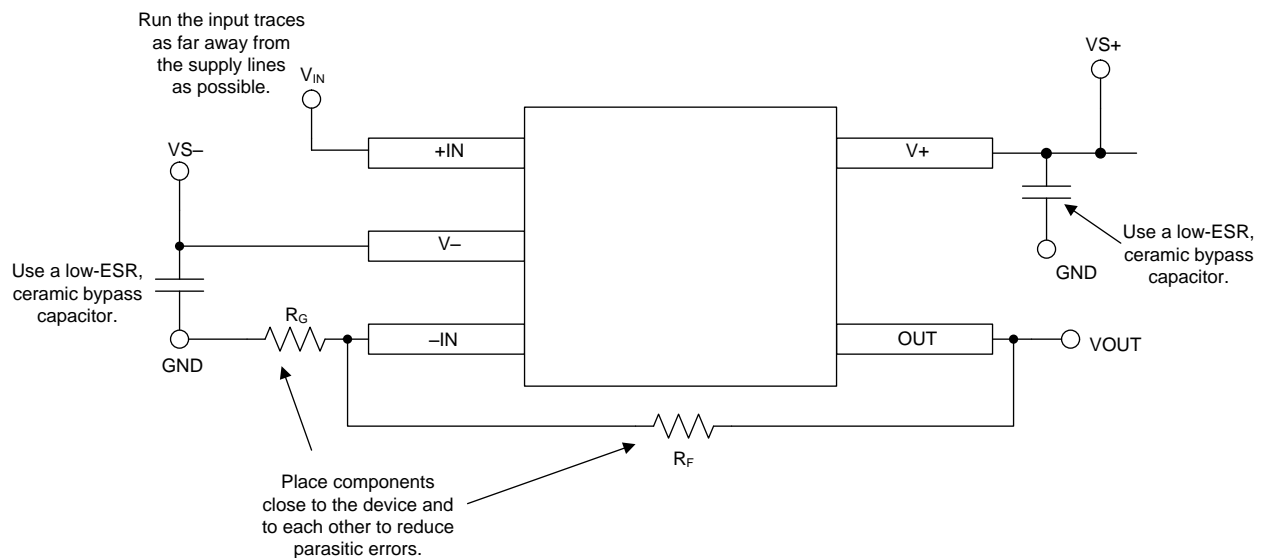 Run the input traces
as far away from
the supply lines
as possible.
VIN
VS+
+IN
V+
VS–
V–
Use a low-ESR,
ceramic bypass
capacitor.
GND
Use a low-ESR,
ceramic bypass
capacitor.
RG
–IN
OUT
VOUT
GND
RF
Place components
close to the device and
to each other to reduce
parasitic errors.